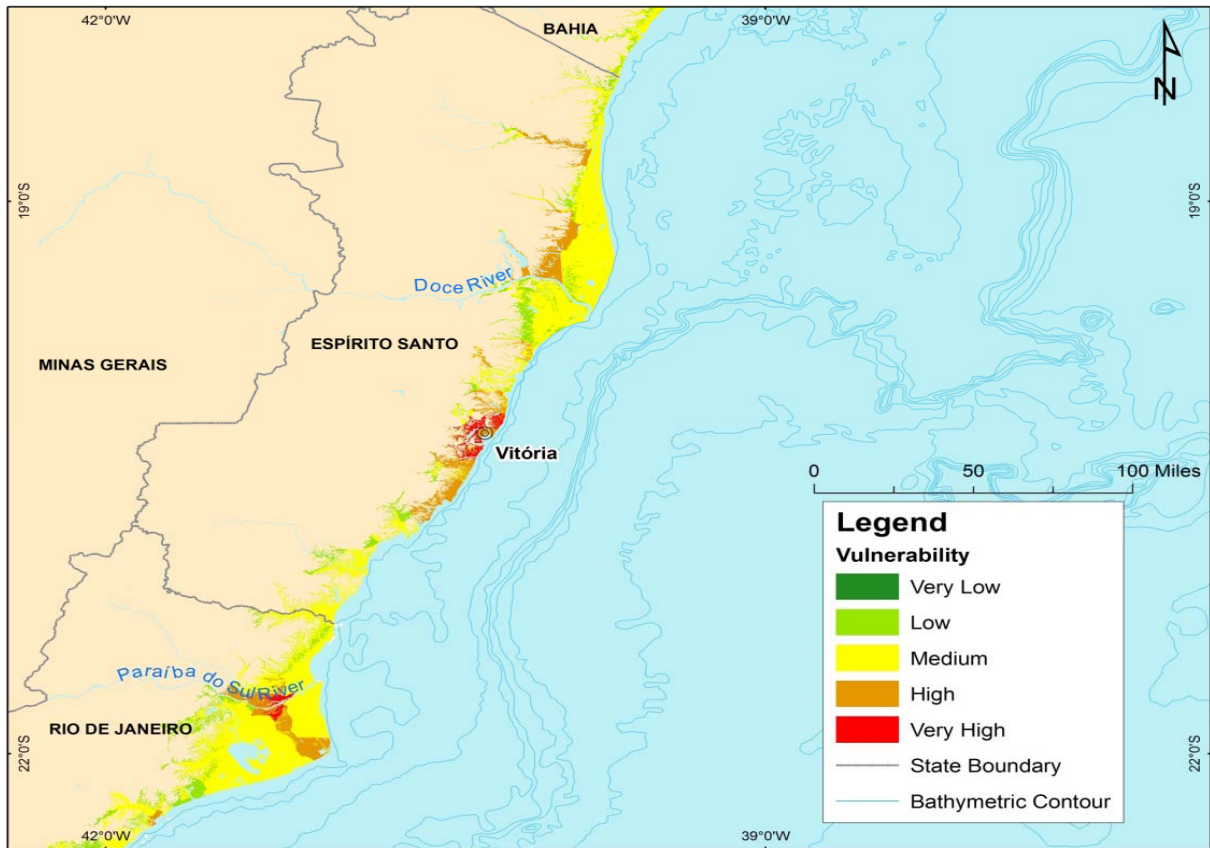 42°0'W
39°0'W
BAHIA
N
19°0'S
19°0'S
Doce River
ESPÍRITO SANTO
MINAS GERAIS
Vitória
0 50 100 Miles
Legend
Vulnerability
Very Low
Low
Medium
High
Very High
State Boundary
Bathymetric Contour
Paraíba do Sul River
RIO DE JANEIRO
22°0'S
22°0'S
42°0'W
39°0'W